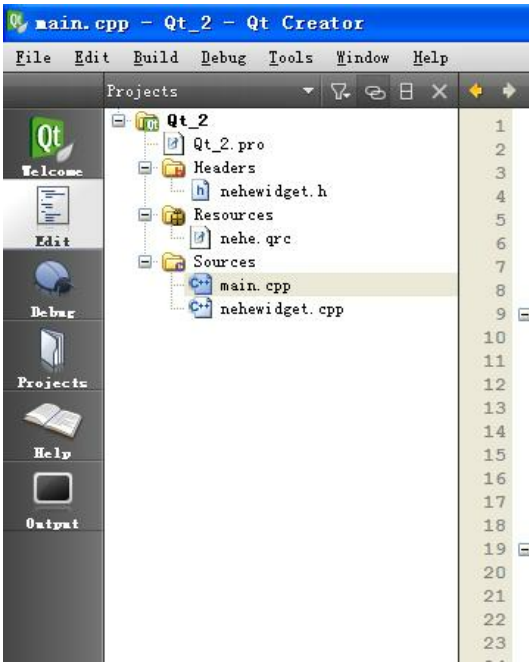 main.cpp - Qt_2 - Qt Creator
File Edit Build Debug Tools Window Help
Projects
Qt_2
Qt_2.pro
Headers
nehewidget.h
Resources
nehe.qrc
Sources
main.cpp
nehewidget.cpp
Qt
Welcome
Edit
Debug
Projects
Help
Output
1
2
3
4
5
6
7
8
9
10
11
12
13
14
15
16
17
18
19
20
21
22
23